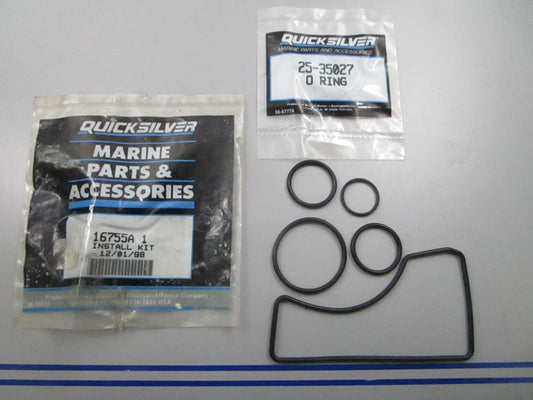 QUICKSILVER
MARINE PARTS AND ACCESSORIES
25-35027
O RING
QUICKSILVER
MARINE
PARTS &
ACCESSORIES
16755A 1
INSTALL KIT
12/01/98